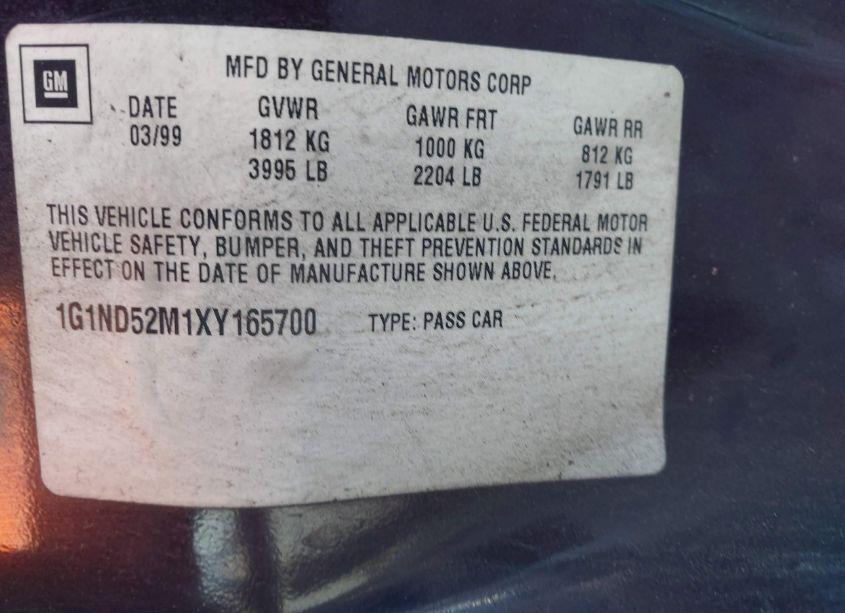 GM
MFD BY GENERAL MOTORS CORP
DATE GVWR GAWR FRT GAWR RR
03/99 1812 KG 1000 KG 812 KG
3995 LB 2204 LB 1791 LB
THIS VEHICLE CONFORMS TO ALL APPLICABLE U.S. FEDERAL MOTOR
VEHICLE SAFETY, BUMPER, AND THEFT PREVENTION STANDARDS IN
EFFECT ON THE DATE OF MANUFACTURE SHOWN ABOVE.
1G1ND52M1XY165700 TYPE: PASS CAR